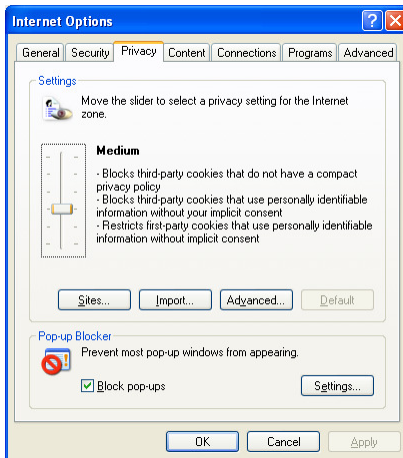 Internet Options
General Security Privacy Content Connections Programs Advanced
Settings
Move the slider to select a privacy setting for the Internet
zone.
Medium
- Blocks third-party cookies that do not have a compact
privacy policy
- Blocks third-party cookies that use personally identifiable
information without your implicit consent
- Restricts first-party cookies that use personally identifiable
information without implicit consent
Sites... Import... Advanced... Default
Pop-up Blocker
Prevent most pop-up windows from appearing.
Block pop-ups Settings...
OK Cancel Apply